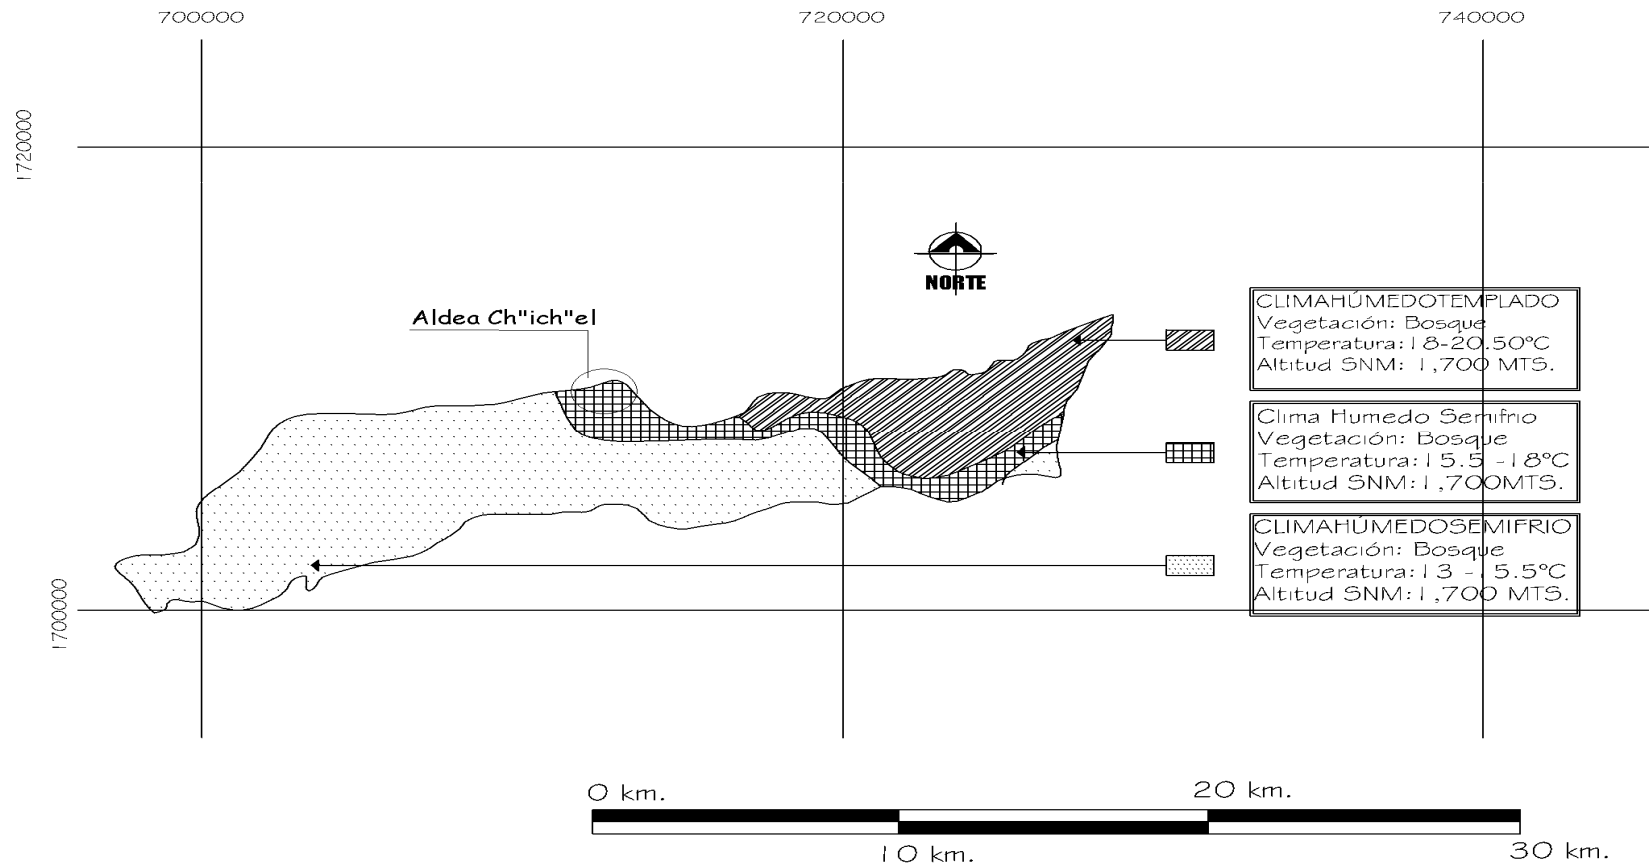 700000
720000
740000
1720000
NORTE
Aldea Ch"ich"el
CLIMAHÚMEDOTEMPLADO
Vegetación: Bosque
Temperatura:18-20.50°C
Altitud SNM: 1,700 MTS.
Clima Humedo Semifrio
Vegetación: Bosque
Temperatura:15.5 -18°C
Altitud SNM:1,700MTS.
CLIMAHÚMEDOSEMIFRIO
Vegetación: Bosque
Temperatura:13 -15.5°C
Altitud SNM:1,700 MTS.
1700000
0 km.
20 km.
10 km.
30 km.